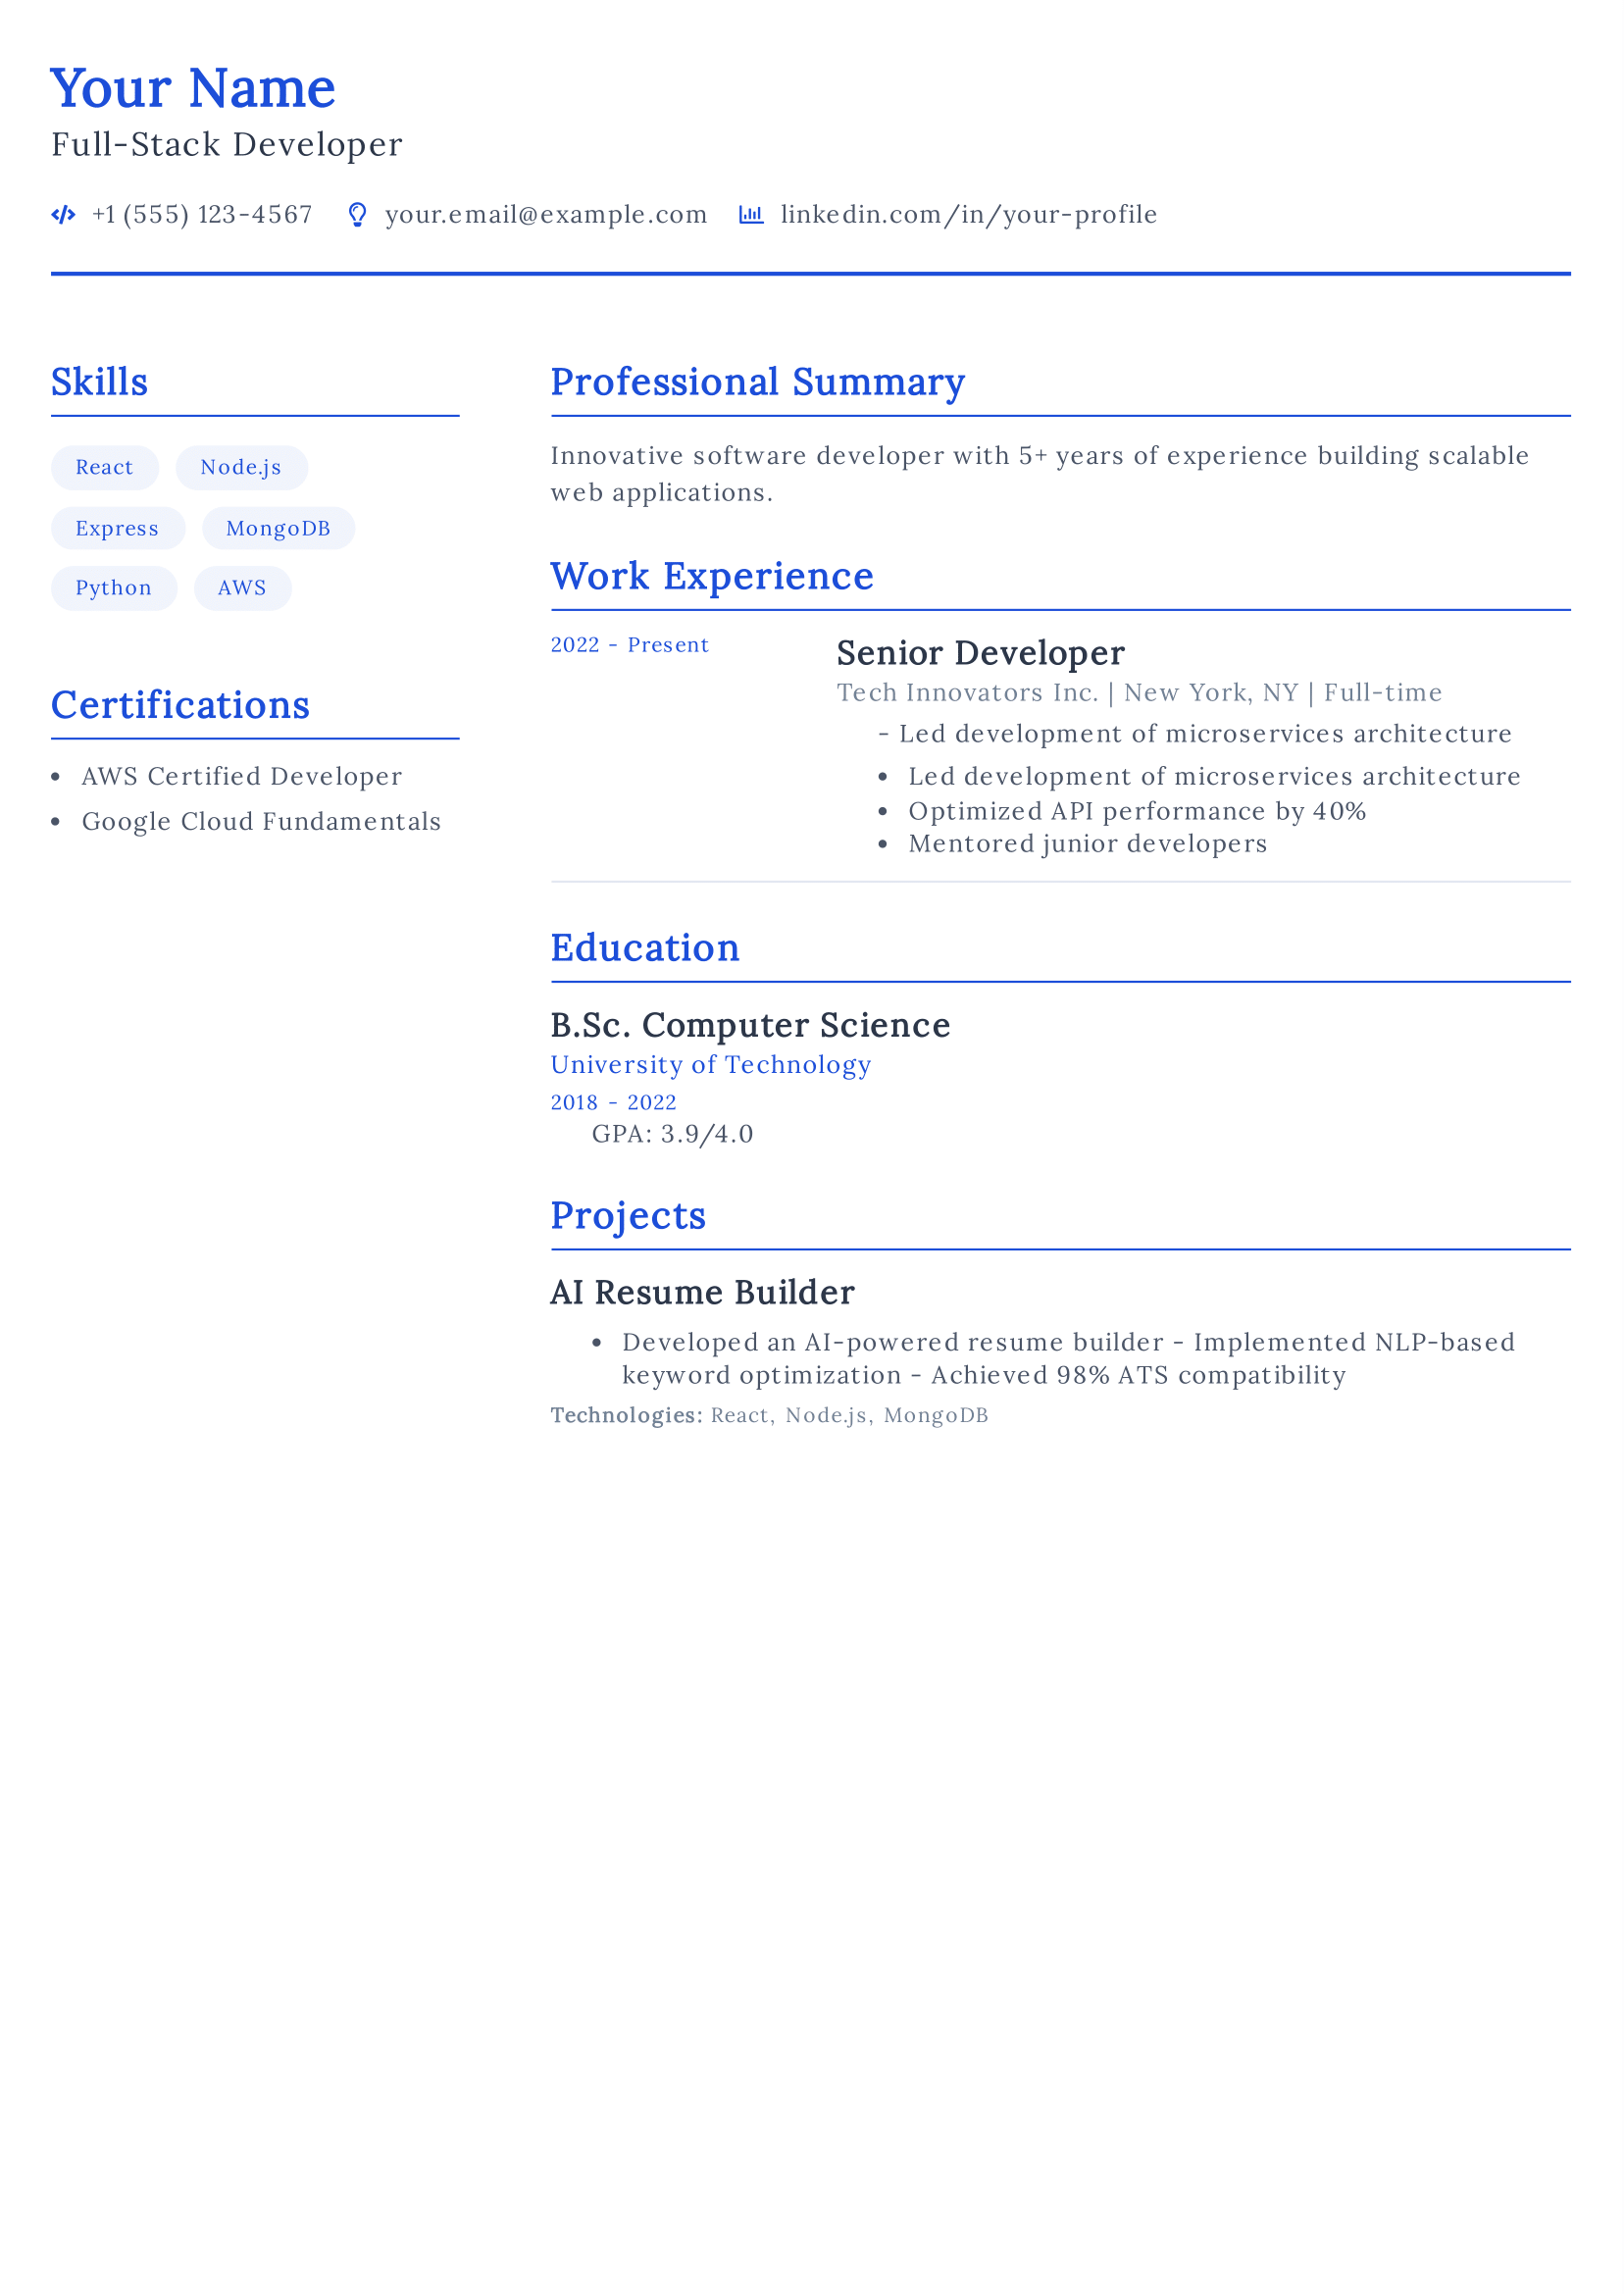 Your Name
Full-Stack Developer
+1 (555) 123-4567 your.email@example.com linkedin.com/in/your-profile
Skills
React Node.js
Express MongoDB
Python AWS
Certifications
• AWS Certified Developer
• Google Cloud Fundamentals
Professional Summary
Innovative software developer with 5+ years of experience building scalable
web applications.
Work Experience
2022 - Present
Senior Developer
Tech Innovators Inc. | New York, NY | Full-time
- Led development of microservices architecture
• Led development of microservices architecture
• Optimized API performance by 40%
• Mentored junior developers
Education
B.Sc. Computer Science
University of Technology
2018 - 2022
GPA: 3.9/4.0
Projects
AI Resume Builder
• Developed an AI-powered resume builder - Implemented NLP-based
keyword optimization - Achieved 98% ATS compatibility
Technologies: React, Node.js, MongoDB